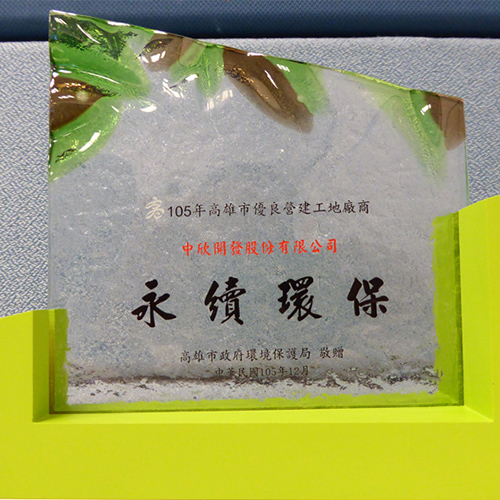 105年高雄市優良營建工地廠商
中欣開發股份有限公司
永續環保
高雄市政府環境保護局 敬贈
中華民國105年12月